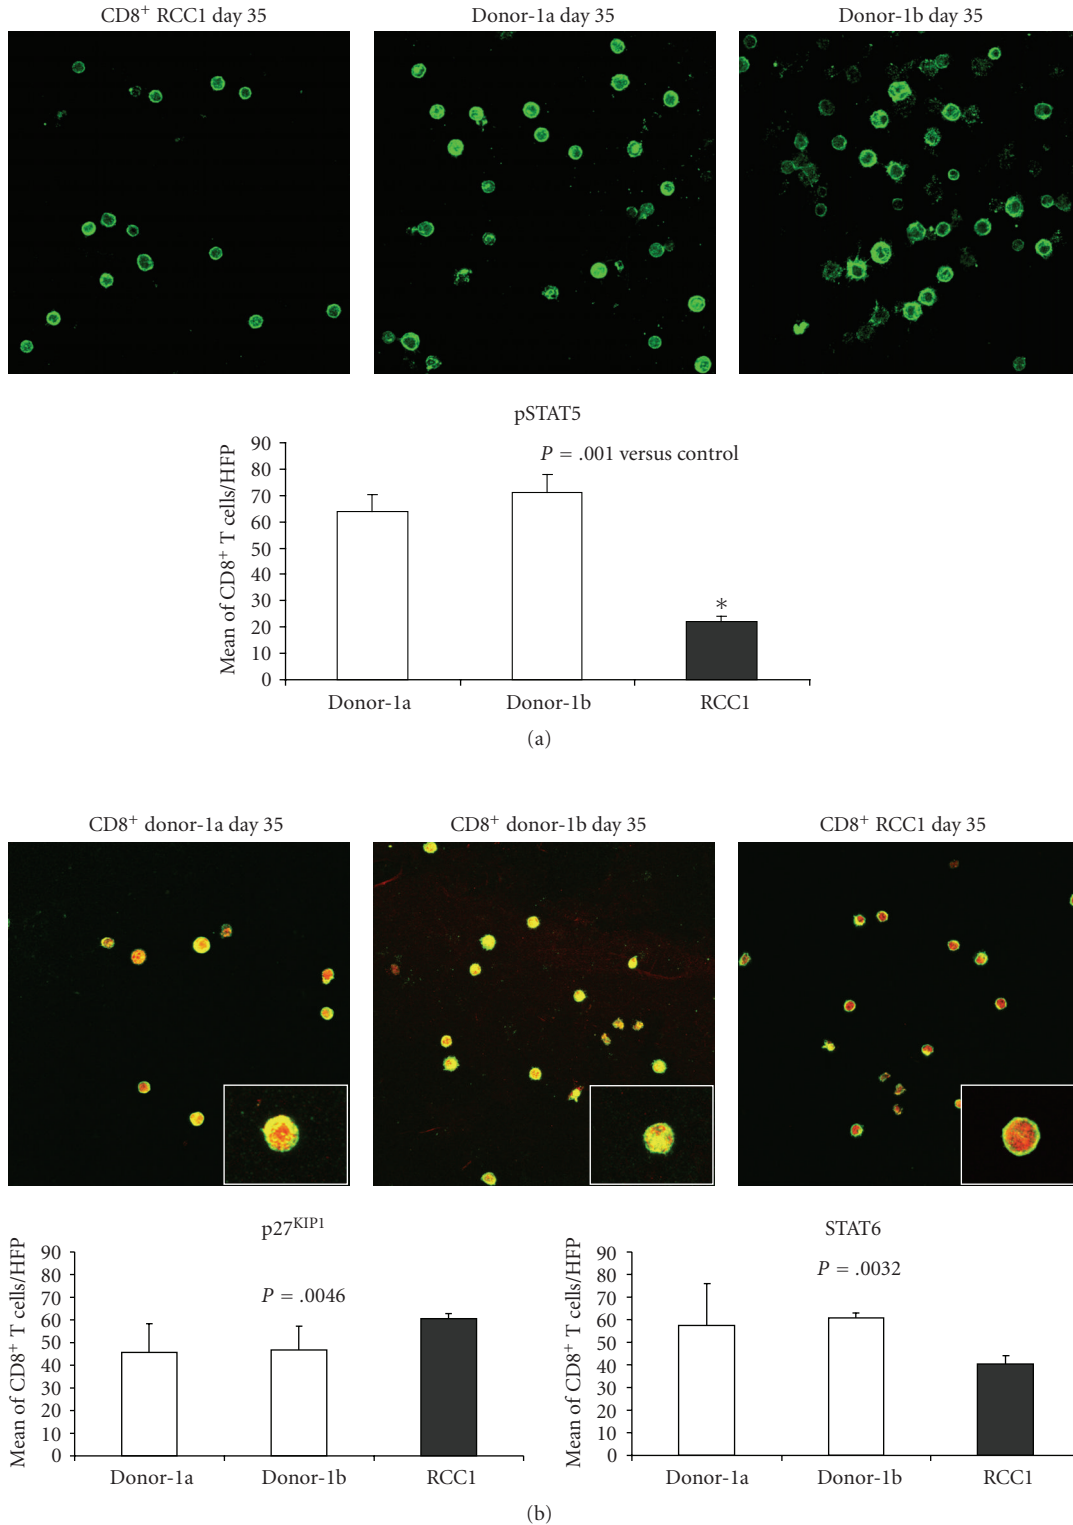 CD8+ RCC1 day 35
Donor-1a day 35
Donor-1b day 35
pSTAT5
P = .001 versus control
Mean of CD8+ T cells/HFP
90
80
70
60
50
40
30
20
10
0
*
Donor-1a
Donor-1b
RCC1
(a)
CD8+ donor-1a day 35
CD8+ donor-1b day 35
CD8+ RCC1 day 35
p27KIP1
P = .0046
Mean of CD8+ T cells/HFP
90
80
70
60
50
40
30
20
10
0
Donor-1a
Donor-1b
RCC1
STAT6
P = .0032
Mean of CD8+ T cells/HFP
90
80
70
60
50
40
30
20
10
0
Donor-1a
Donor-1b
RCC1
(b)